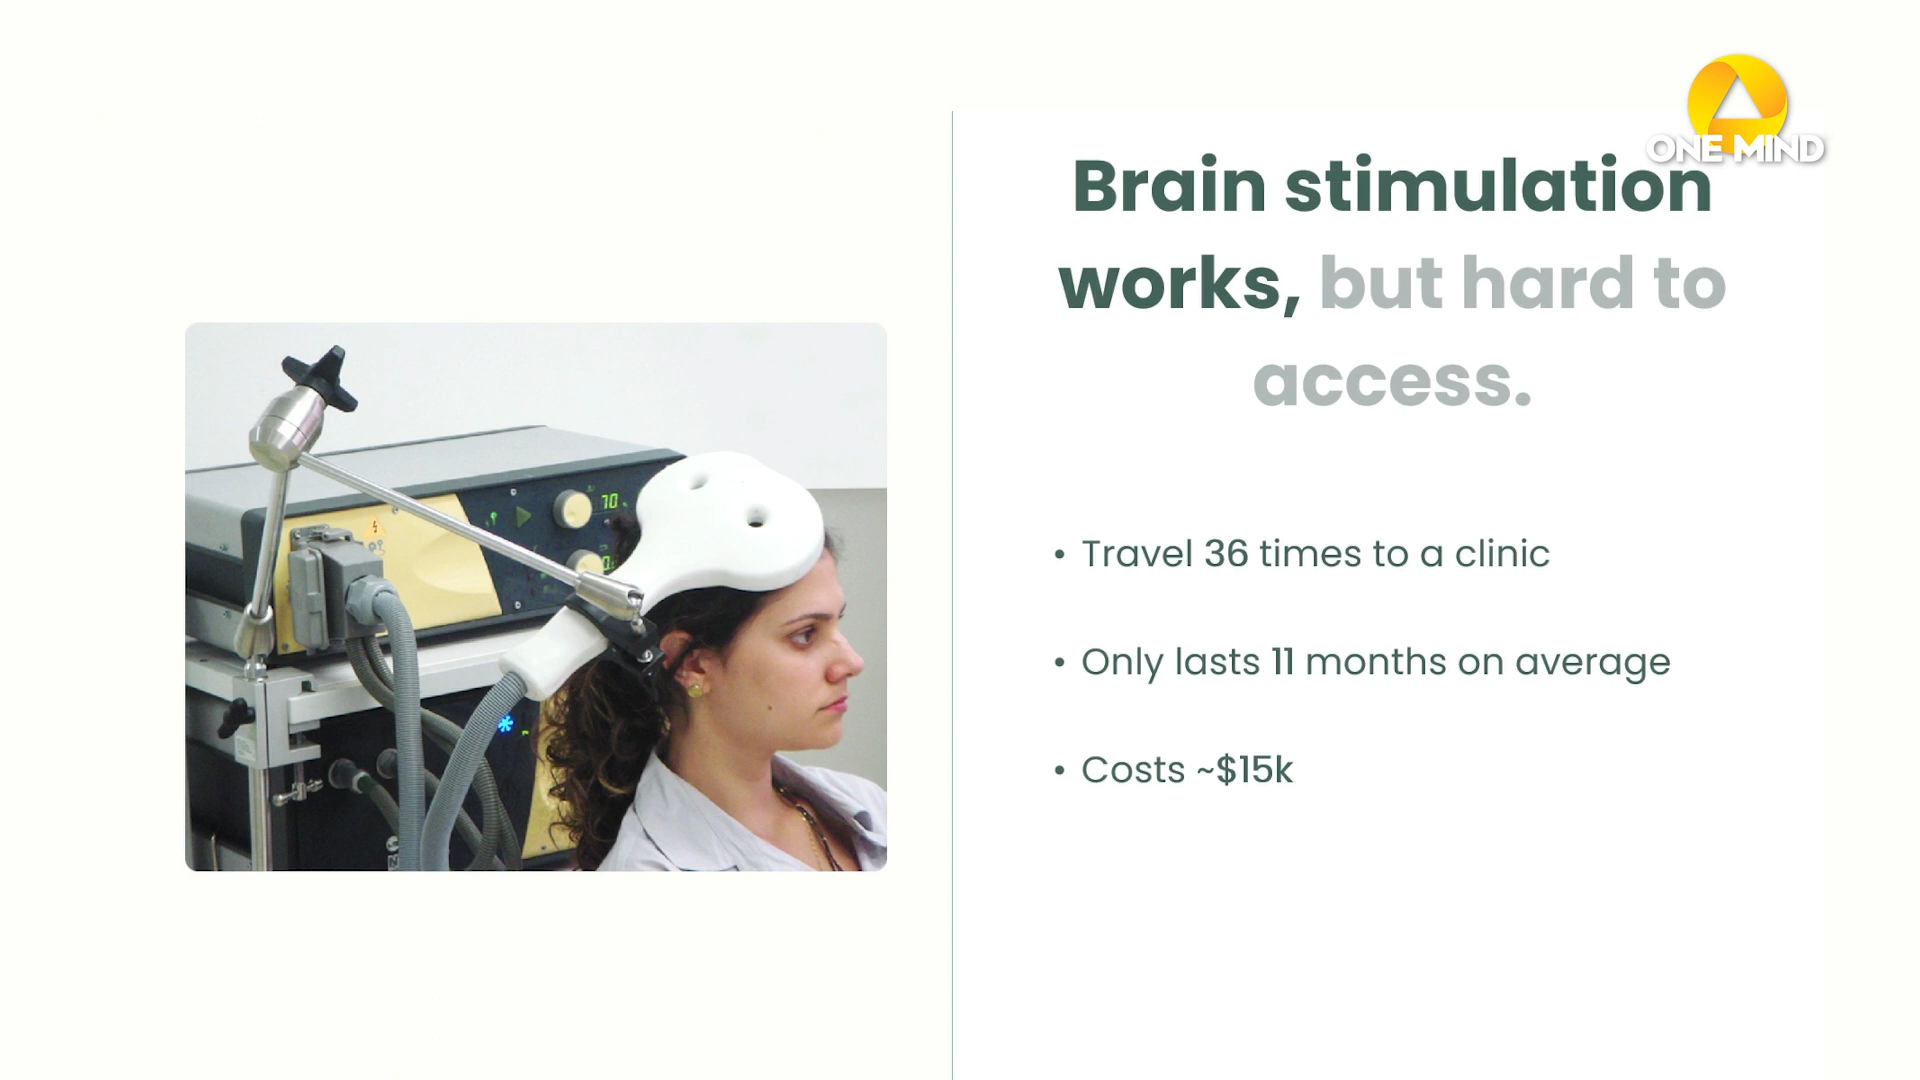 ONE MIND
Brain stimulation
works, but hard to
access.
• Travel 36 times to a clinic
• Only lasts 11 months on average
• Costs ~$15k
70